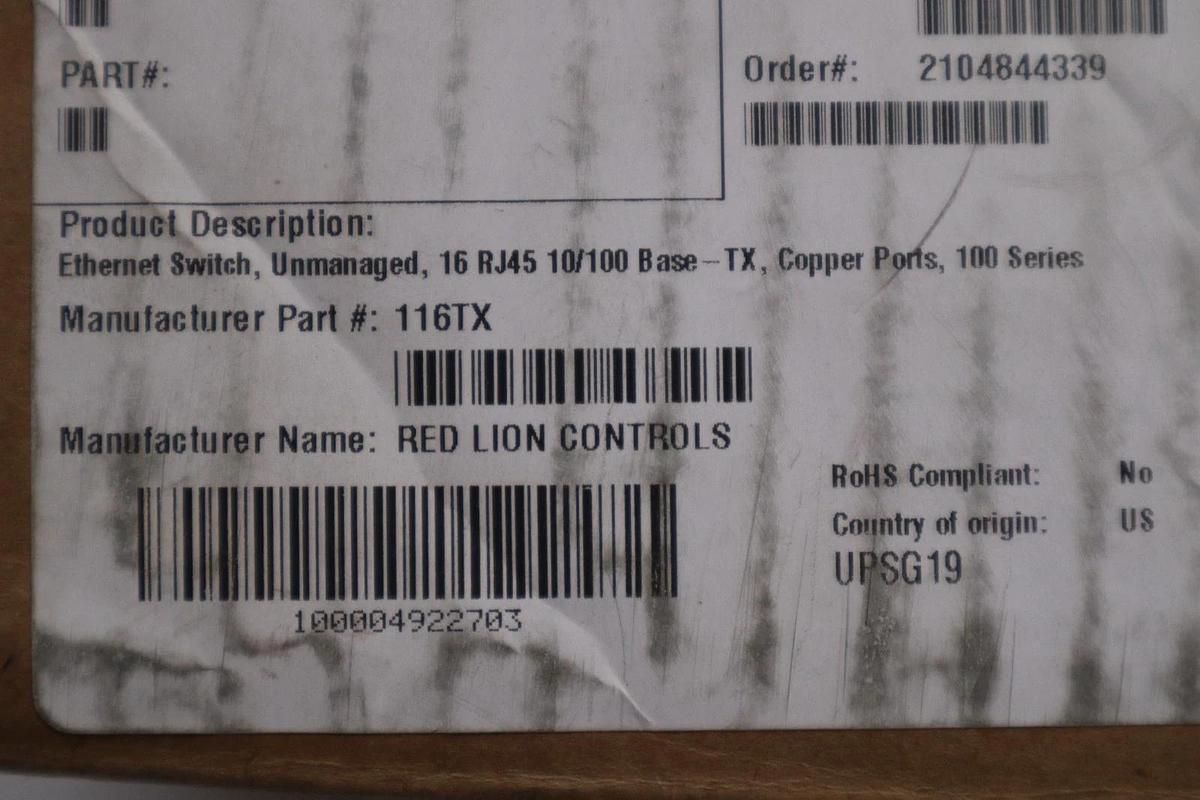 PART#:
Order#: 2104844339
Product Description:
Ethernet Switch, Unmanaged, 16 RJ45 10/100 Base-TX, Copper Ports, 100 Series
Manufacturer Part #: 116TX
Manufacturer Name: RED LION CONTROLS
RoHS Compliant: No
Country of origin: US
UPSG19
100004922703